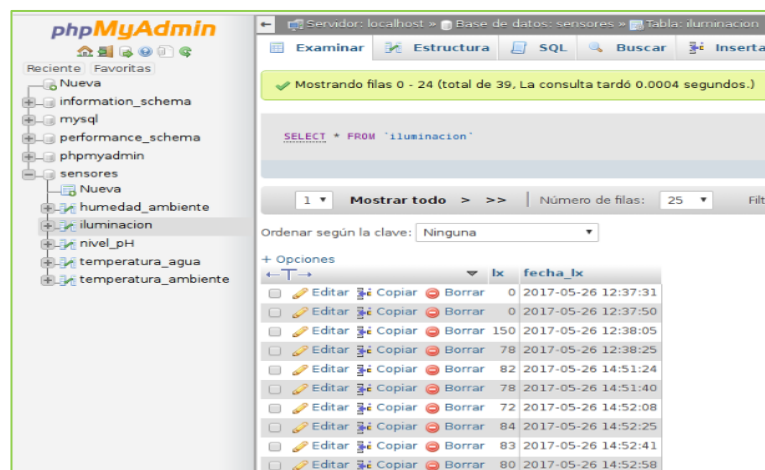 phpMyAdmin
Reciente Favoritas
Nueva
information_schema
mysql
performance_schema
phpmyadmin
sensores
Nueva
humedad_ambiente
iluminacion
nivel_pH
temperatura_agua
temperatura_ambiente
Servidor: localhost » Base de datos: sensores » Tabla: iluminacion
Examinar Estructura SQL Buscar Inserta
Mostrando filas 0 - 24 (total de 39, La consulta tardó 0.0004 segundos.)
SELECT * FROM `iluminacion`
1 Mostrar todo > >> Número de filas: 25 Filt
Ordenar según la clave: Ninguna
+ Opciones
←T→ lx fecha_lx
Editar Copiar Borrar 0 2017-05-26 12:37:31
Editar Copiar Borrar 0 2017-05-26 12:37:50
Editar Copiar Borrar 150 2017-05-26 12:38:05
Editar Copiar Borrar 78 2017-05-26 12:38:25
Editar Copiar Borrar 82 2017-05-26 14:51:24
Editar Copiar Borrar 78 2017-05-26 14:51:40
Editar Copiar Borrar 72 2017-05-26 14:52:08
Editar Copiar Borrar 84 2017-05-26 14:52:25
Editar Copiar Borrar 83 2017-05-26 14:52:41
Editar Copiar Borrar 80 2017-05-26 14:52:58